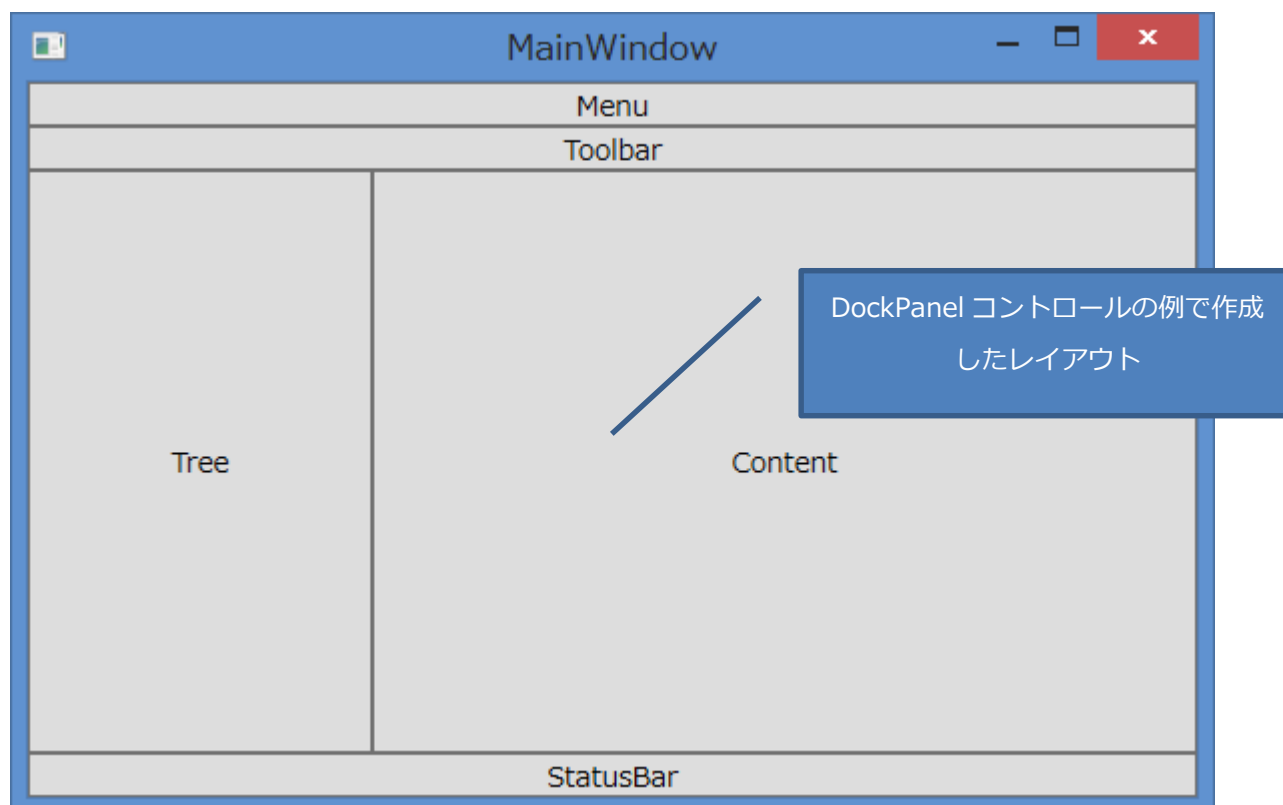 MainWindow
Menu
Toolbar
DockPanel コントロールの例で作成
したレイアウト
Tree
Content
StatusBar